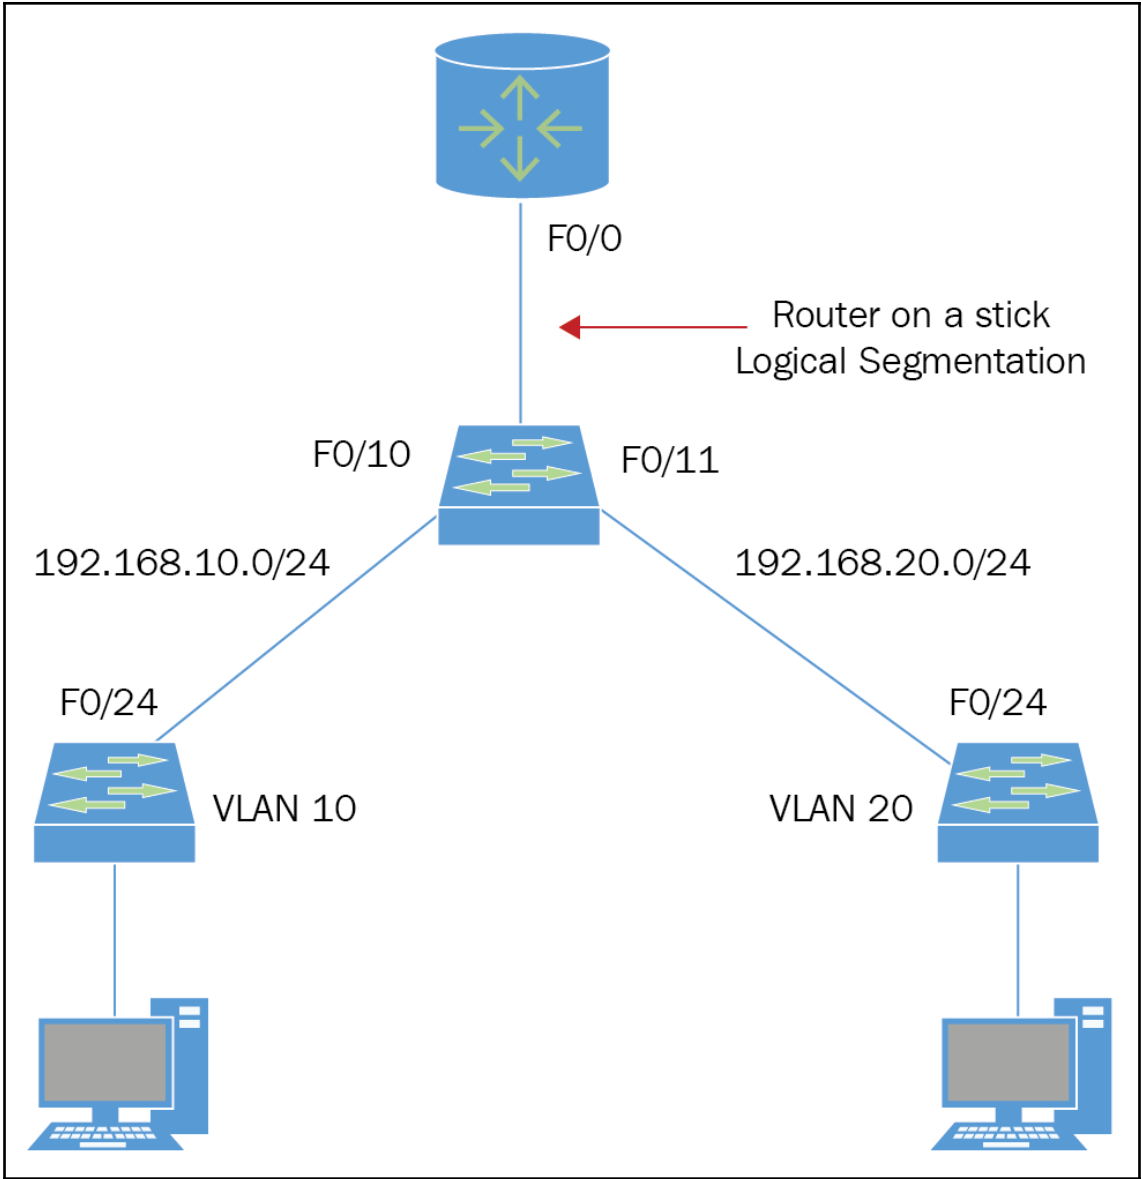 F0/0
Router on a stick
Logical Segmentation
F0/10
F0/11
192.168.10.0/24
192.168.20.0/24
F0/24
F0/24
VLAN 10
VLAN 20